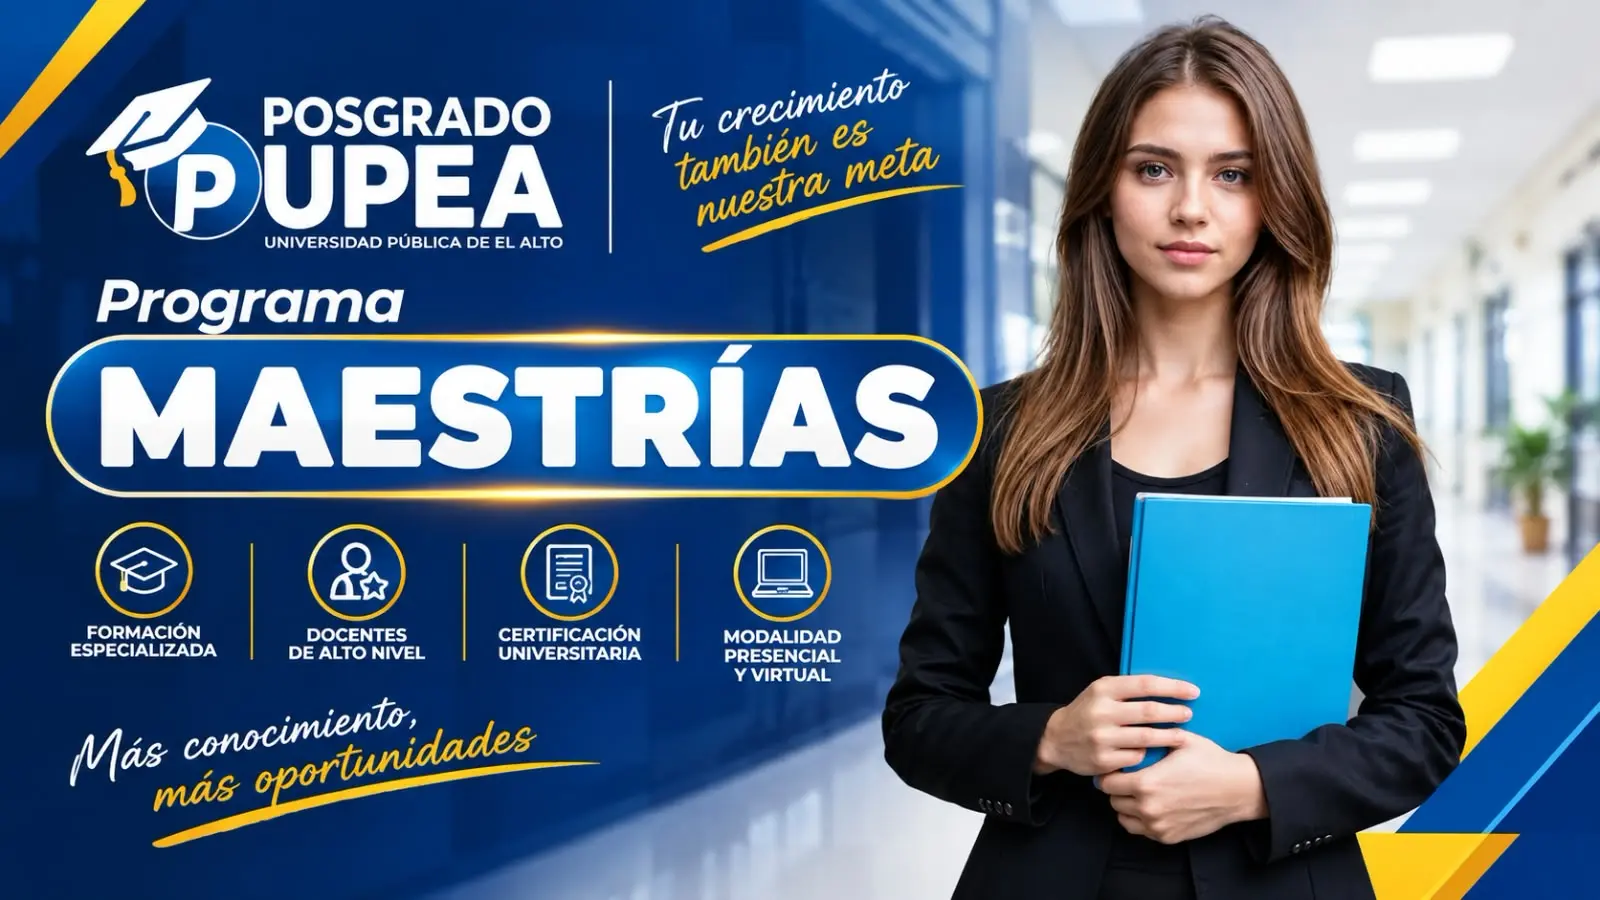 POSGRADO
UPEA
P
UNIVERSIDAD PÚBLICA DE EL ALTO
Tu crecimiento
también es
nuestra meta
Programa
MAESTRÍAS
FORMACIÓN
ESPECIALIZADA
DOCENTES
DE ALTO NIVEL
CERTIFICACIÓN
UNIVERSITARIA
MODALIDAD
PRESENCIAL
Y VIRTUAL
Más conocimiento,
más oportunidades